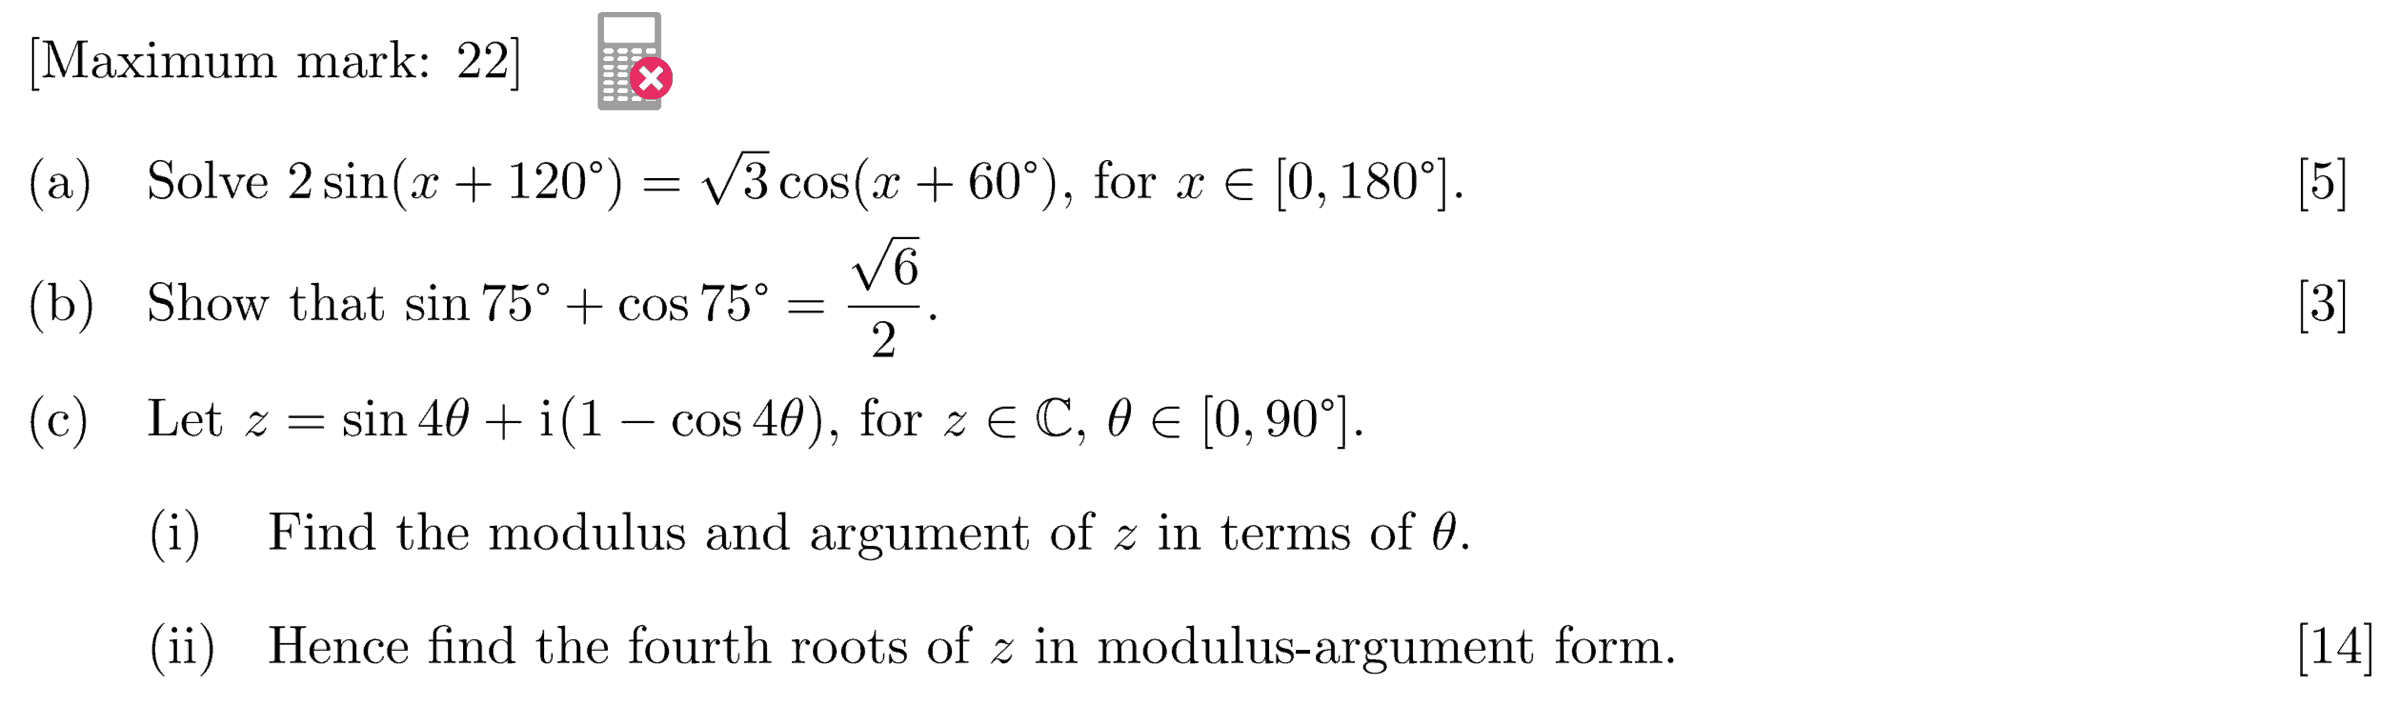 [Maximum mark: 22]
(a) Solve 2 sin(x + 120°) = √3 cos(x + 60°), for x ∈ [0, 180°]. [5]
(b) Show that sin 75° + cos 75° = √6/2. [3]
(c) Let z = sin 4θ + i(1 − cos 4θ), for z ∈ ℂ, θ ∈ [0, 90°].
(i) Find the modulus and argument of z in terms of θ.
(ii) Hence find the fourth roots of z in modulus-argument form. [14]